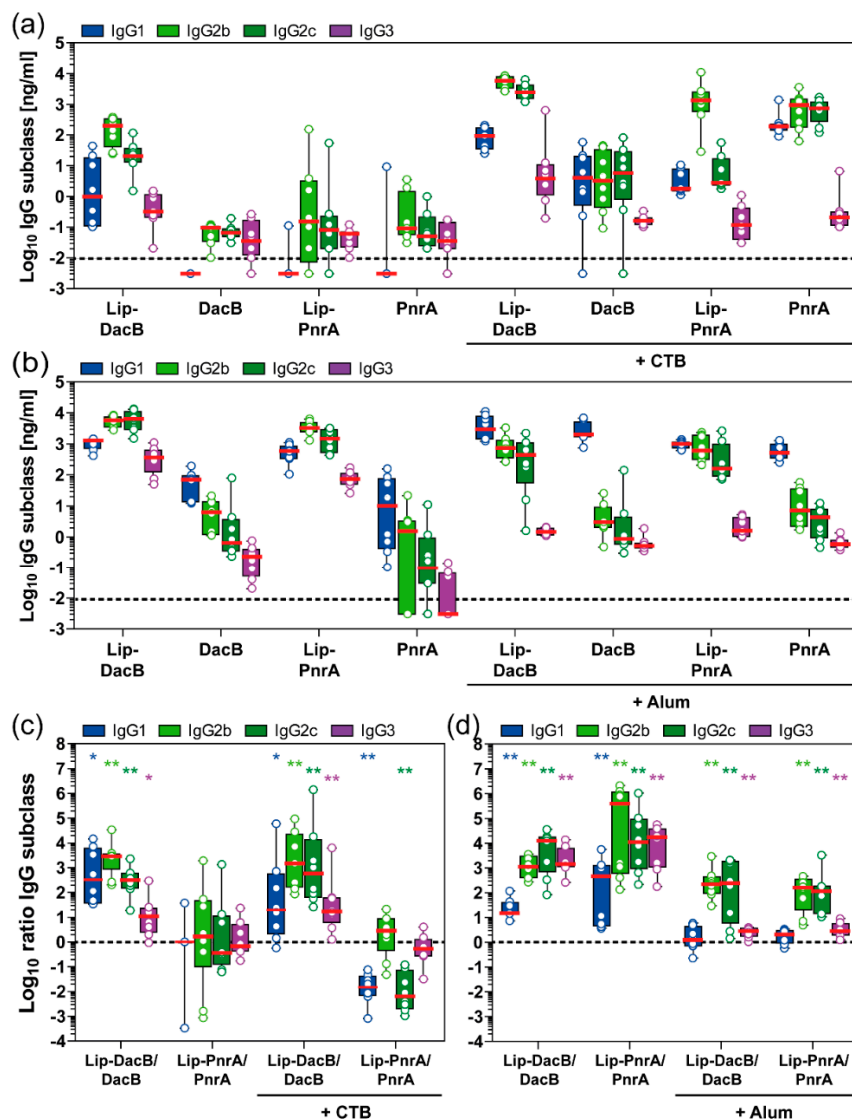 (a)
IgG1 IgG2b IgG2c IgG3
Log₁₀ IgG subclass [ng/ml]
5
4
3
2
1
0
-1
-2
-3
Lip-DacB DacB Lip-PnrA PnrA Lip-DacB DacB Lip-PnrA PnrA
+ CTB
(b)
IgG1 IgG2b IgG2c IgG3
Log₁₀ IgG subclass [ng/ml]
5
4
3
2
1
0
-1
-2
-3
Lip-DacB DacB Lip-PnrA PnrA Lip-DacB DacB Lip-PnrA PnrA
+ Alum
(c)
IgG1 IgG2b IgG2c IgG3
Log₁₀ ratio IgG subclass
8
7
6
5
4
3
2
1
0
-1
-2
-3
-4
* ** ** * * ** ** ** ** **
Lip-DacB/DacB Lip-PnrA/PnrA Lip-DacB/DacB Lip-PnrA/PnrA
+ CTB
(d)
IgG1 IgG2b IgG2c IgG3
8
7
6
5
4
3
2
1
0
-1
-2
-3
-4
** ** ** ** ** ** ** ** ** ** ** ** ** **
Lip-DacB/DacB Lip-PnrA/PnrA Lip-DacB/DacB Lip-PnrA/PnrA
+ Alum